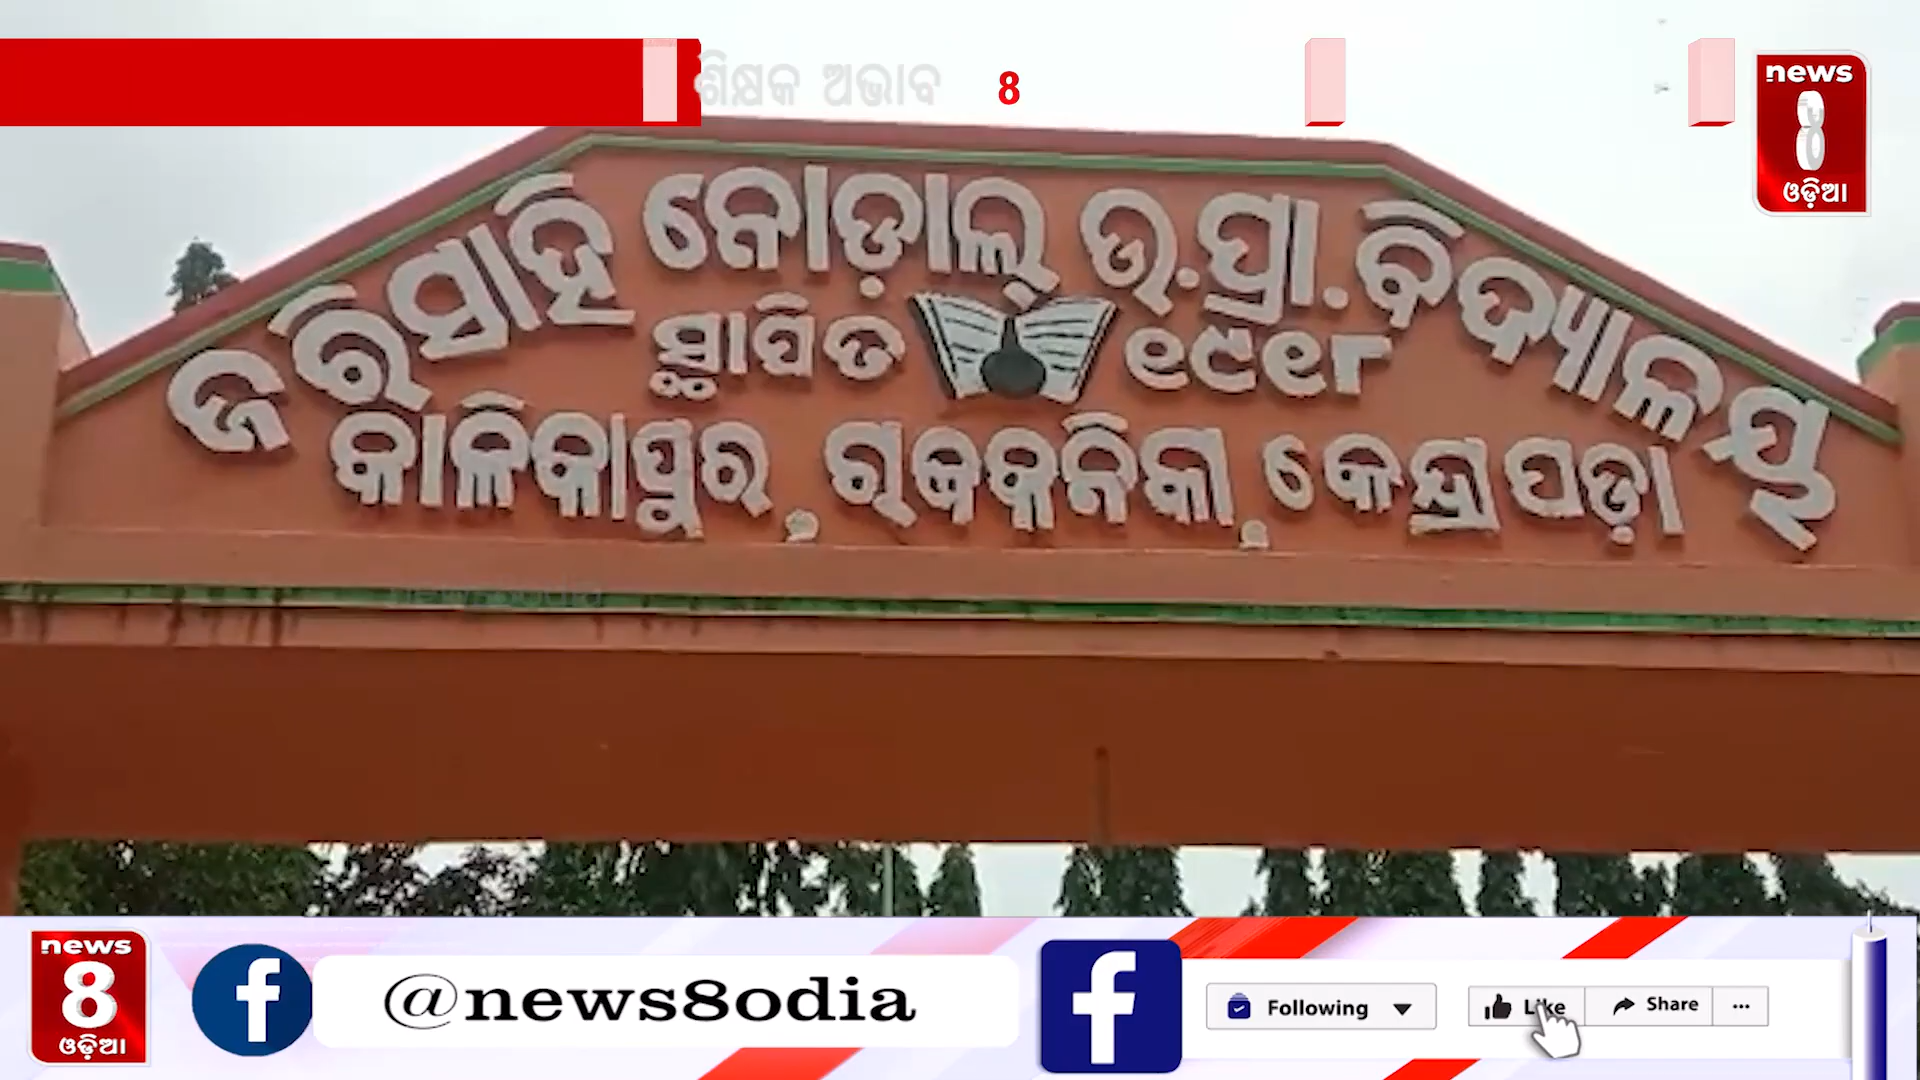 ଶିକ୍ଷକ ଅଭାବ
8
news
8
ଓଡ଼ିଆ
ଜରିସାହି କୋଡ଼ାଲ୍ ଉ.ପ୍ରା.ବିଦ୍ୟାଳୟ
ସ୍ଥାପିତ ୧୯୧୮
କାଳିକାପୁର, ରାଜକନିକା, କେନ୍ଦ୍ରାପଡ଼ା
news
8
ଓଡ଼ିଆ
@news8odia
Following
Like
Share